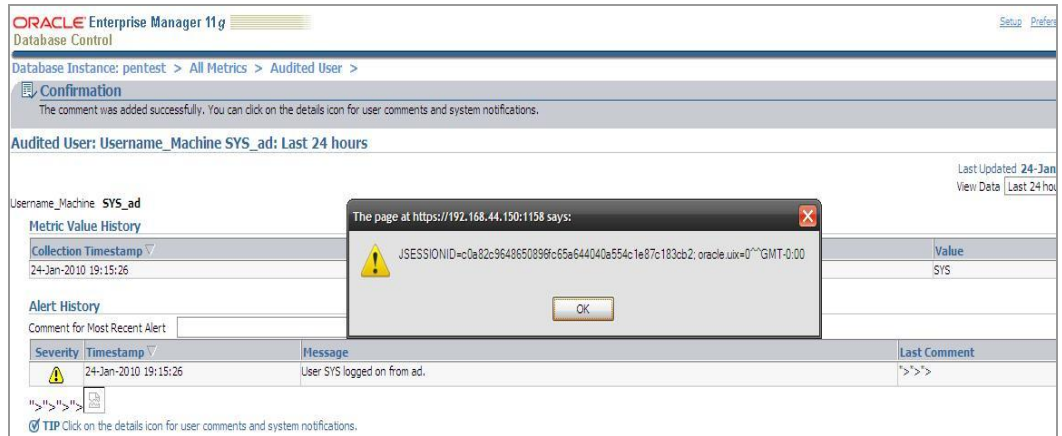 ORACLE Enterprise Manager 11g
Database Control
Setup Prefere
Database Instance: pentest > All Metrics > Audited User >
Confirmation
The comment was added successfully. You can click on the details icon for user comments and system notifications.
Audited User: Username_Machine SYS_ad: Last 24 hours
Last Updated 24-Jan
View Data Last 24 hou
Username_Machine SYS_ad
Metric Value History
Collection Timestamp Value
24-Jan-2010 19:15:26 SYS
The page at https://192.168.44.150:1158 says:
JSESSIONID=c0a82c9648650896fc65a644040a554c1e87c183cb2; oracle.uix=0^^GMT-0:00
OK
Alert History
Comment for Most Recent Alert
Severity Timestamp Message Last Comment
24-Jan-2010 19:15:26 User SYS logged on from ad. ">">">
">">">">
TIP Click on the details icon for user comments and system notifications.